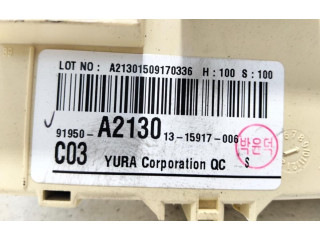 LOT NO : A21301509170336 H : 100 S : 100
91950- A2130 13-15917-006
C03 YURA Corporation QC S
박은덕